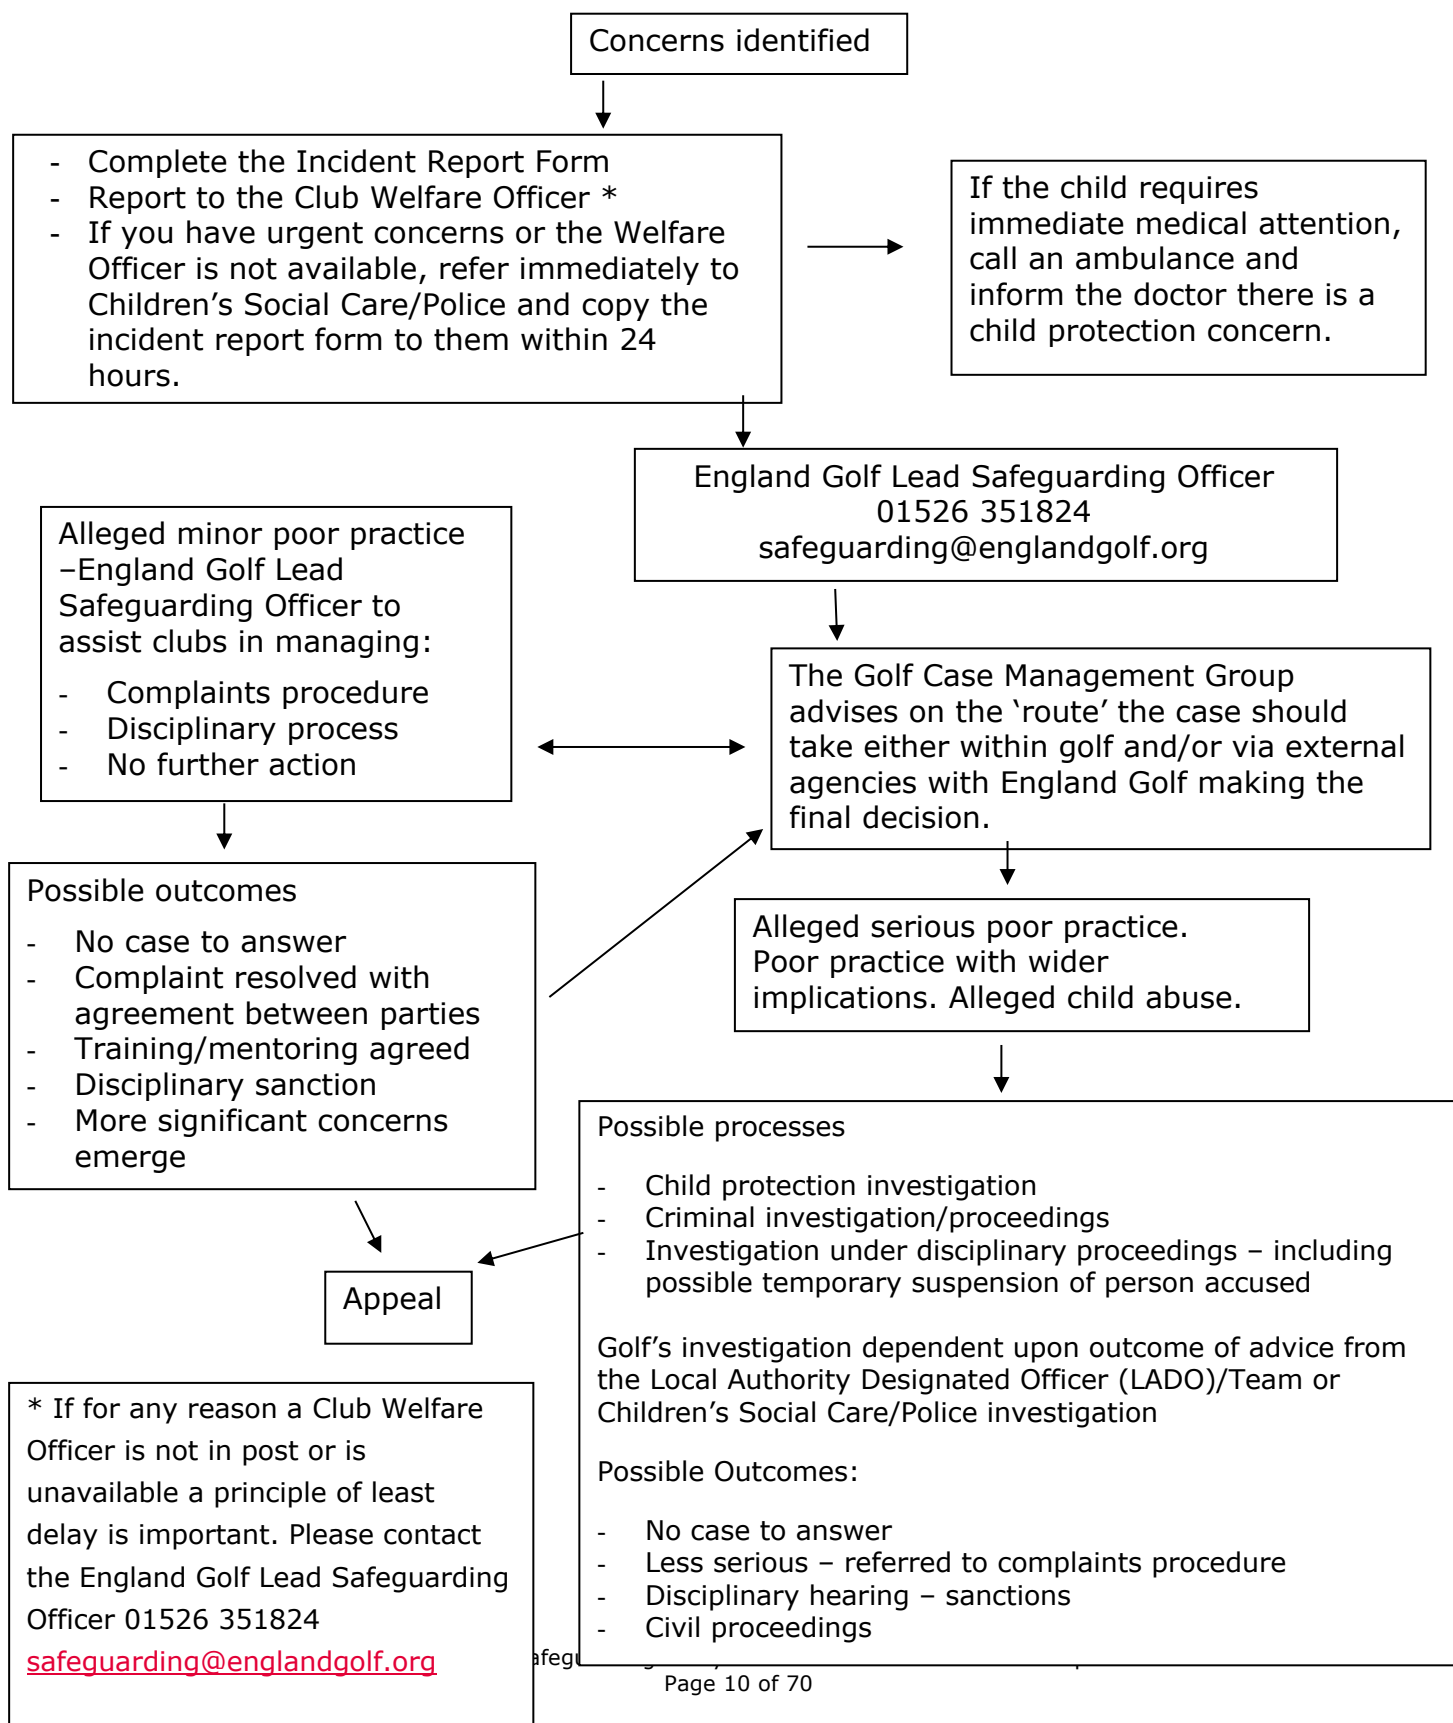 Concerns identified
- Complete the Incident Report Form
- Report to the Club Welfare Officer *
- If you have urgent concerns or the Welfare
Officer is not available, refer immediately to
Children’s Social Care/Police and copy the
incident report form to them within 24
hours.
If the child requires
immediate medical attention,
call an ambulance and
inform the doctor there is a
child protection concern.
England Golf Lead Safeguarding Officer
01526 351824
safeguarding@englandgolf.org
Alleged minor poor practice
–England Golf Lead
Safeguarding Officer to
assist clubs in managing:
- Complaints procedure
- Disciplinary process
- No further action
The Golf Case Management Group
advises on the ‘route’ the case should
take either within golf and/or via external
agencies with England Golf making the
final decision.
Possible outcomes
- No case to answer
- Complaint resolved with
agreement between parties
- Training/mentoring agreed
- Disciplinary sanction
- More significant concerns
emerge
Alleged serious poor practice.
Poor practice with wider
implications. Alleged child abuse.
Possible processes
- Child protection investigation
- Criminal investigation/proceedings
- Investigation under disciplinary proceedings – including
possible temporary suspension of person accused
Golf’s investigation dependent upon outcome of advice from
the Local Authority Designated Officer (LADO)/Team or
Children’s Social Care/Police investigation
Possible Outcomes:
- No case to answer
- Less serious – referred to complaints procedure
- Disciplinary hearing – sanctions
- Civil proceedings
Appeal
* If for any reason a Club Welfare
Officer is not in post or is
unavailable a principle of least
delay is important. Please contact
the England Golf Lead Safeguarding
Officer 01526 351824
safeguarding@englandgolf.org
Page 10 of 70